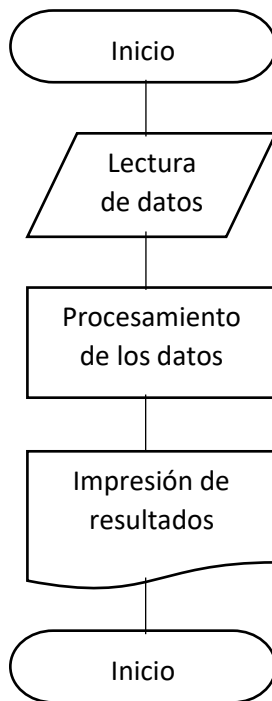 Inicio
Lectura
de datos
Procesamiento
de los datos
Impresión de
resultados
Inicio